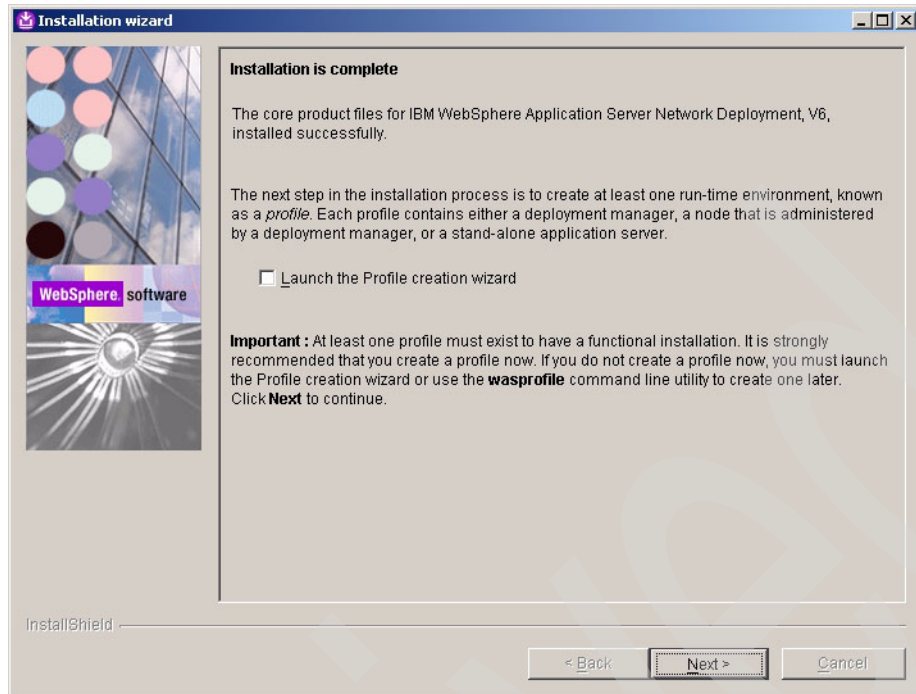 Installation wizard
Installation is complete
The core product files for IBM WebSphere Application Server Network Deployment, V6,
installed successfully.
The next step in the installation process is to create at least one run-time environment, known
as a profile. Each profile contains either a deployment manager, a node that is administered
by a deployment manager, or a stand-alone application server.
Launch the Profile creation wizard
WebSphere. software
Important : At least one profile must exist to have a functional installation. It is strongly
recommended that you create a profile now. If you do not create a profile now, you must launch
the Profile creation wizard or use the wasprofile command line utility to create one later.
Click Next to continue.
InstallShield
< Back
Next >
Cancel